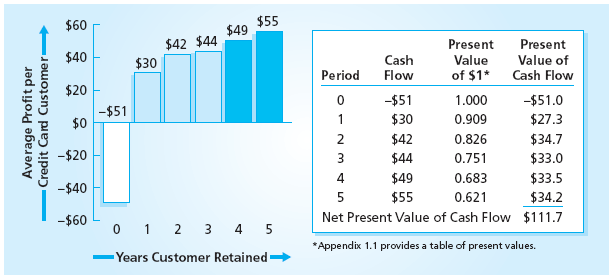 Average Profit per
Credit Card Customer
$60
$40
$20
$0
–$20
–$40
–$60
–$51
$30
$42
$44
$49
$55
0 1 2 3 4 5
Years Customer Retained
Period Cash Flow Present Value of $1* Present Value of Cash Flow
0 –$51 1.000 –$51.0
1 $30 0.909 $27.3
2 $42 0.826 $34.7
3 $44 0.751 $33.0
4 $49 0.683 $33.5
5 $55 0.621 $34.2
Net Present Value of Cash Flow $111.7
*Appendix 1.1 provides a table of present values.